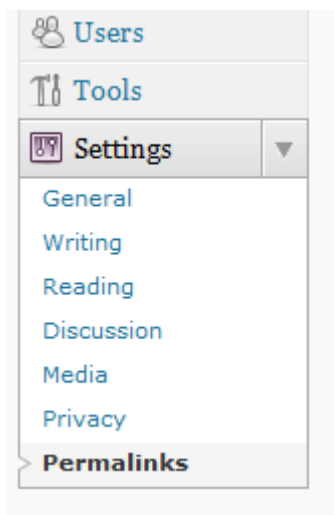 Users
Tools
Settings
General
Writing
Reading
Discussion
Media
Privacy
Permalinks